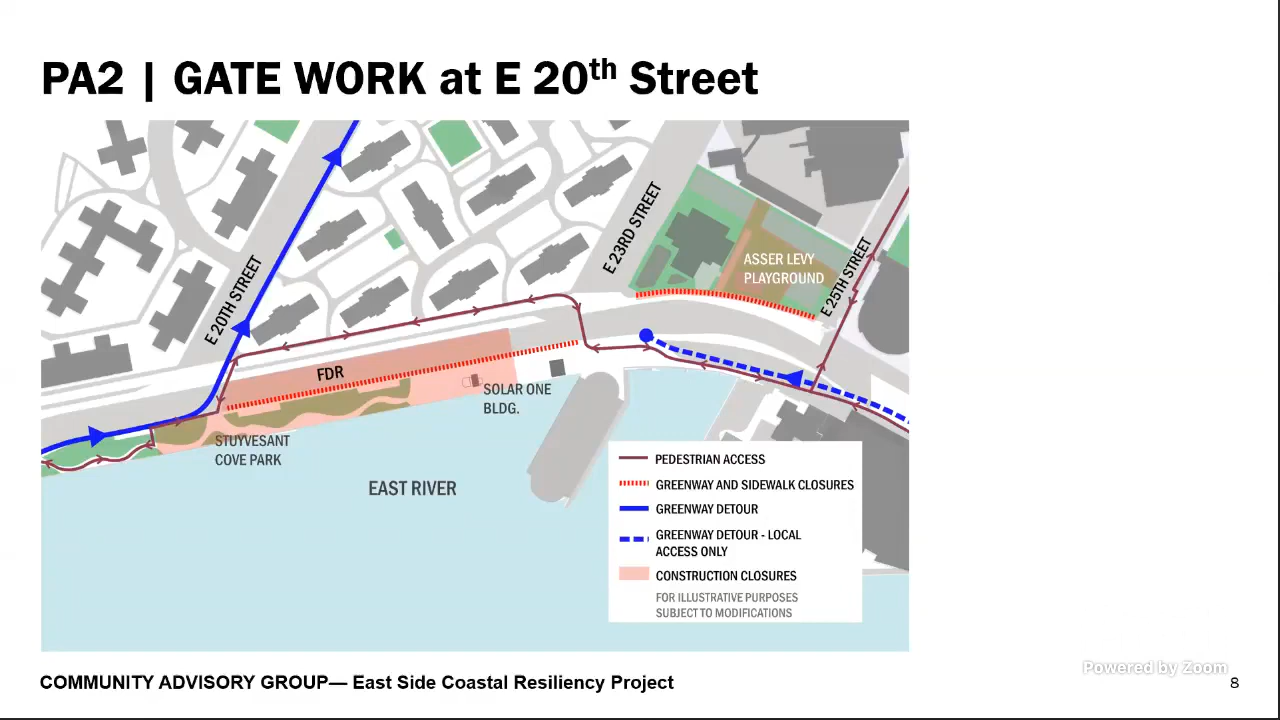 PA2 | GATE WORK at E 20th Street
E 20TH STREET
E 23RD STREET
ASSER LEVY
PLAYGROUND
E 25TH STREET
FDR
SOLAR ONE
BLDG.
STUYVESANT
COVE PARK
EAST RIVER
PEDESTRIAN ACCESS
GREENWAY AND SIDEWALK CLOSURES
GREENWAY DETOUR
GREENWAY DETOUR - LOCAL
ACCESS ONLY
CONSTRUCTION CLOSURES
FOR ILLUSTRATIVE PURPOSES
SUBJECT TO MODIFICATIONS
COMMUNITY ADVISORY GROUP— East Side Coastal Resiliency Project
Powered by Zoom
8